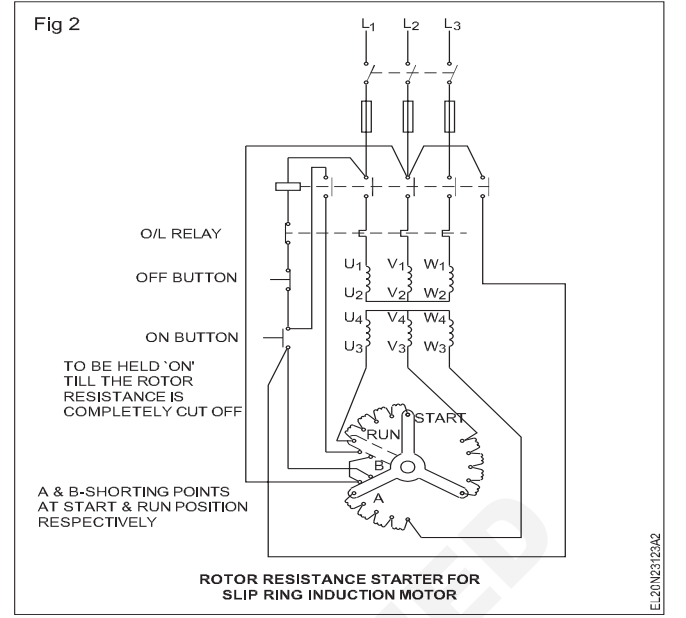 Fig 2
L1 L2 L3
O/L RELAY
OFF BUTTON
ON BUTTON
TO BE HELD `ON'
TILL THE ROTOR
RESISTANCE IS
COMPLETELY CUT OFF
U1 V1 W1
U2 V2 W2
U4 V4 W4
U3 V3 W3
START
RUN
B
A
A & B-SHORTING POINTS
AT START & RUN POSITION
RESPECTIVELY
ROTOR RESISTANCE STARTER FOR
SLIP RING INDUCTION MOTOR
EL20N23123A2